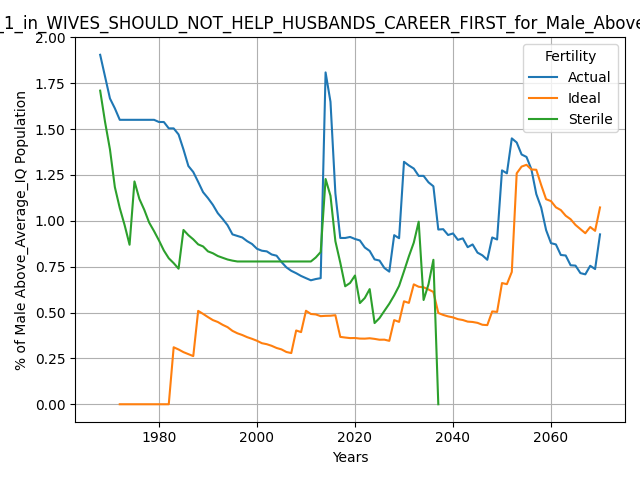 _1_in_WIVES_SHOULD_NOT_HELP_HUSBANDS_CAREER_FIRST_for_Male_Above
Fertility
Actual
Ideal
Sterile
% of Male Above_Average_IQ Population
2.00
1.75
1.50
1.25
1.00
0.75
0.50
0.25
0.00
1980
2000
2020
2040
2060
Years